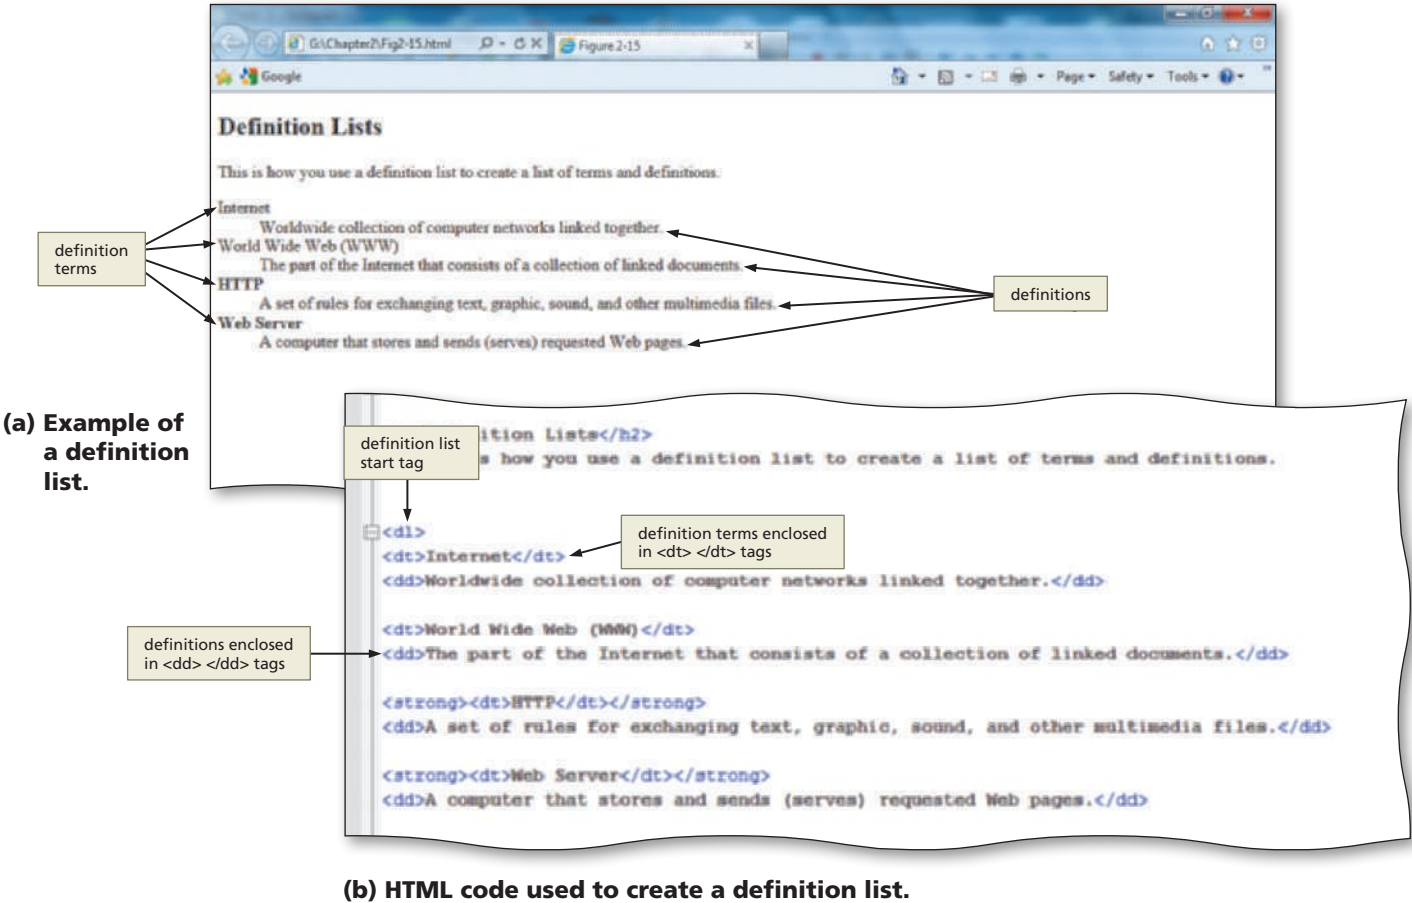 G:\Chapter2\Fig2-15.html
Figure 2-15
Google
Page
Safety
Tools
Definition Lists
This is how you use a definition list to create a list of terms and definitions.
Internet
Worldwide collection of computer networks linked together.
World Wide Web (WWW)
The part of the Internet that consists of a collection of linked documents.
HTTP
A set of rules for exchanging text, graphic, sound, and other multimedia files.
Web Server
A computer that stores and sends (serves) requested Web pages.
definition
terms
definitions
(a) Example of
a definition
list.
definition list
start tag
ition Lists</h2>
s how you use a definition list to create a list of terms and definitions.
<dl>
<dt>Internet</dt>
definition terms enclosed
in <dt> </dt> tags
<dd>Worldwide collection of computer networks linked together.</dd>
<dt>World Wide Web (WWW)</dt>
definitions enclosed
in <dd> </dd> tags
<dd>The part of the Internet that consists of a collection of linked documents.</dd>
<strong><dt>HTTP</dt></strong>
<dd>A set of rules for exchanging text, graphic, sound, and other multimedia files.</dd>
<strong><dt>Web Server</dt></strong>
<dd>A computer that stores and sends (serves) requested Web pages.</dd>
(b) HTML code used to create a definition list.